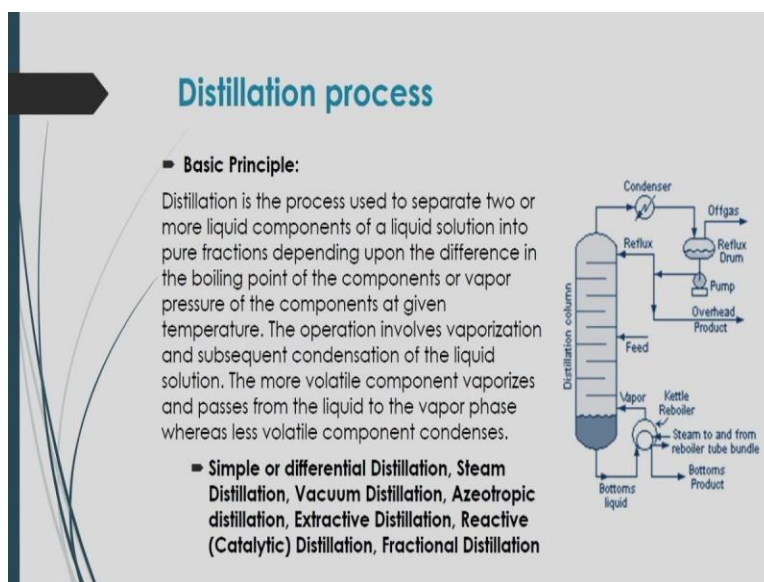 Distillation process
Basic Principle:
Distillation is the process used to separate two or
more liquid components of a liquid solution into
pure fractions depending upon the difference in
the boiling point of the components or vapor
pressure of the components at given
temperature. The operation involves vaporization
and subsequent condensation of the liquid
solution. The more volatile component vaporizes
and passes from the liquid to the vapor phase
whereas less volatile component condenses.
Simple or differential Distillation, Steam
Distillation, Vacuum Distillation, Azeotropic
distillation, Extractive Distillation, Reactive
(Catalytic) Distillation, Fractional Distillation
Condenser
Offgas
Reflux
Reflux
Drum
Pump
Overhead
Product
Distillation column
Feed
Vapor
Kettle
Reboiler
Steam to and from
reboiler tube bundle
Bottoms
Product
Bottoms
liquid